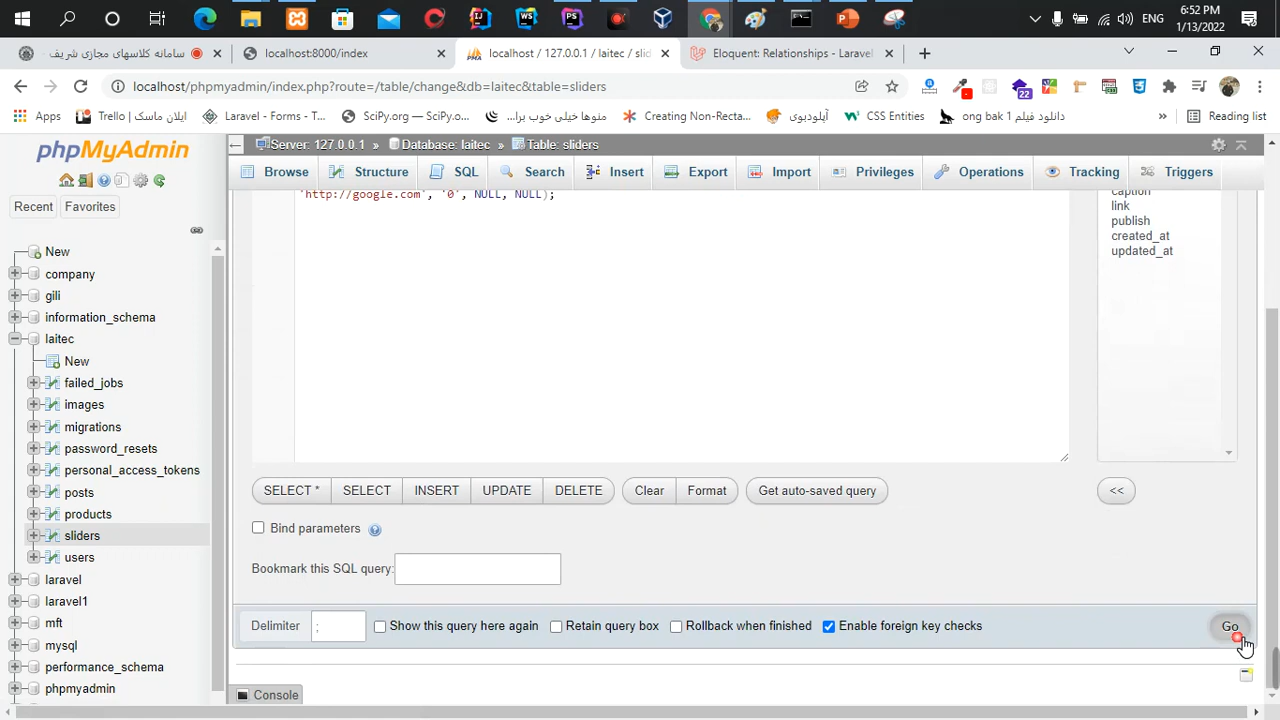 ENG
6:52 PM
1/13/2022
سامانه کلاسهای مجازی شریف
localhost:8000/index
localhost / 127.0.0.1 / laitec / slid
Eloquent: Relationships - Laravel
localhost/phpmyadmin/index.php?route=/table/change&db=laitec&table=sliders
22
Apps
ایلان ماسک | Trello
Laravel - Forms - T...
SciPy.org — SciPy.o...
منوها خیلی خوب برا...
Creating Non-Recta...
آپلودبوی
CSS Entities
دانلود فیلم ong bak 1
»
Reading list
phpMyAdmin
Recent
Favorites
New
company
gili
information_schema
laitec
New
failed_jobs
images
migrations
password_resets
personal_access_tokens
posts
products
sliders
users
laravel
laravel1
mft
mysql
performance_schema
phpmyadmin
Server: 127.0.0.1 » Database: laitec » Table: sliders
Browse
Structure
SQL
Search
Insert
Export
Import
Privileges
Operations
Tracking
Triggers
'http://google.com', '0', NULL, NULL);
caption
link
publish
created_at
updated_at
SELECT *
SELECT
INSERT
UPDATE
DELETE
Clear
Format
Get auto-saved query
<<
Bind parameters
Bookmark this SQL query:
Delimiter
;
Show this query here again
Retain query box
Rollback when finished
Enable foreign key checks
Go
Console